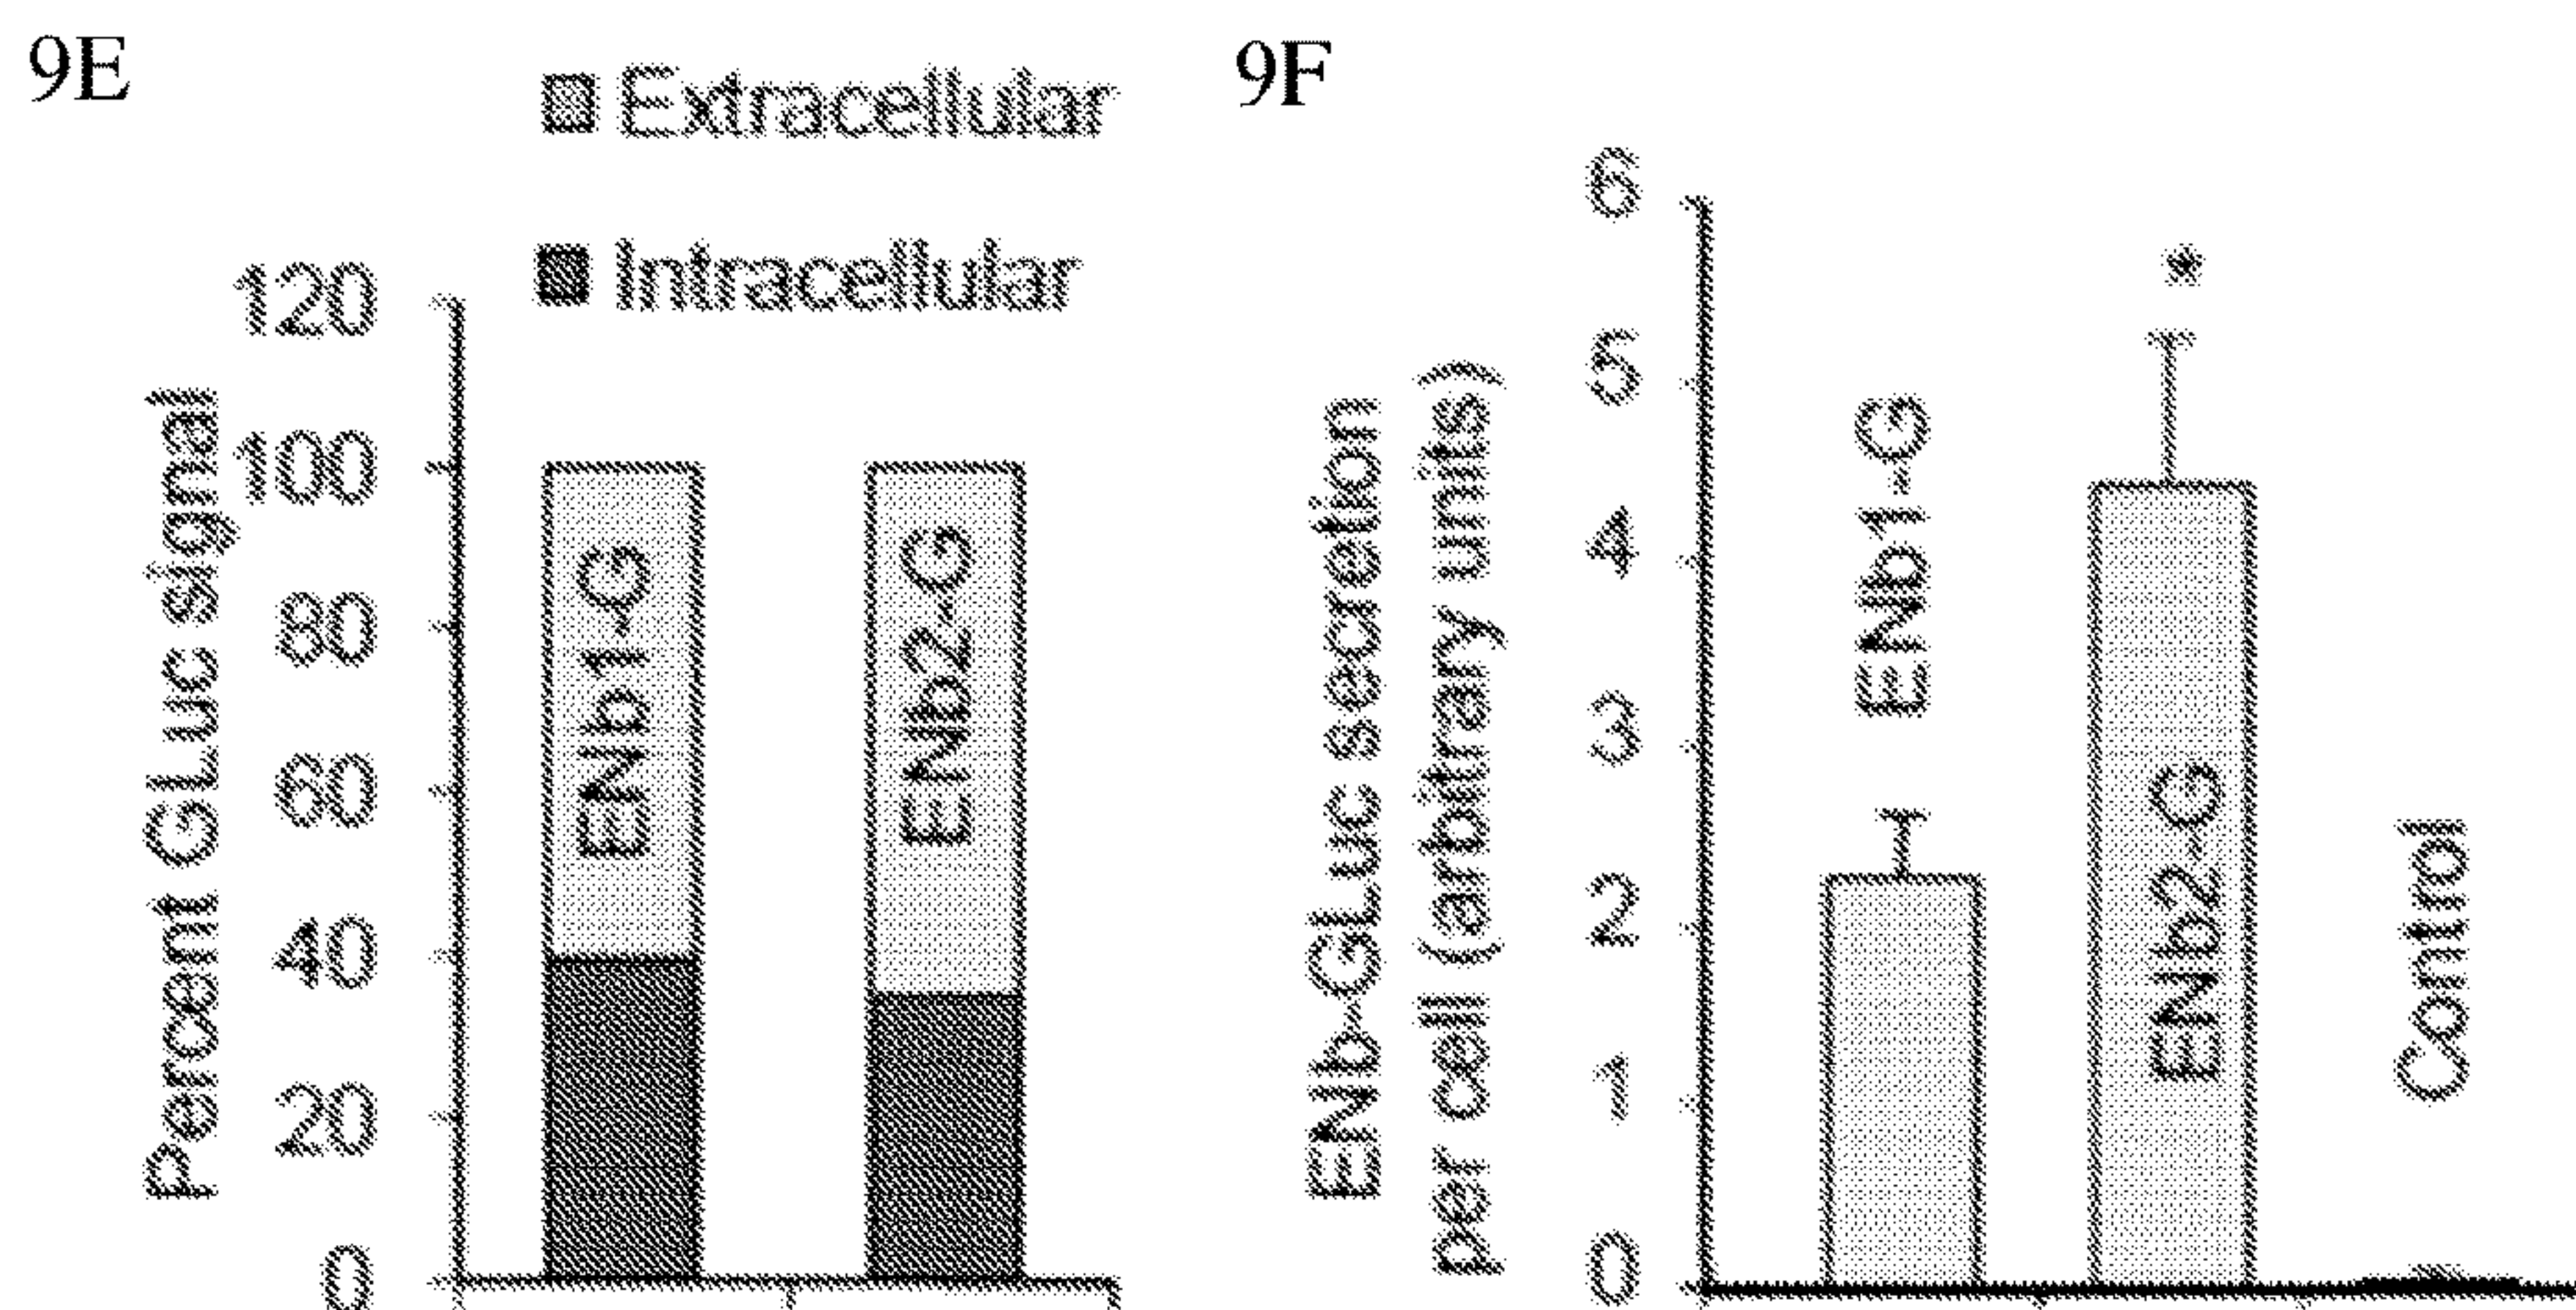 9E
Extracellular
Intracellular
Percent GLuc signal
120
100
80
60
40
20
0
ENb1-G
ENb2-G
9F
ENb-GLuc secretion
per cell (arbitrary units)
6
5
4
3
2
1
0
ENb1-G
*
ENb2-G
Control